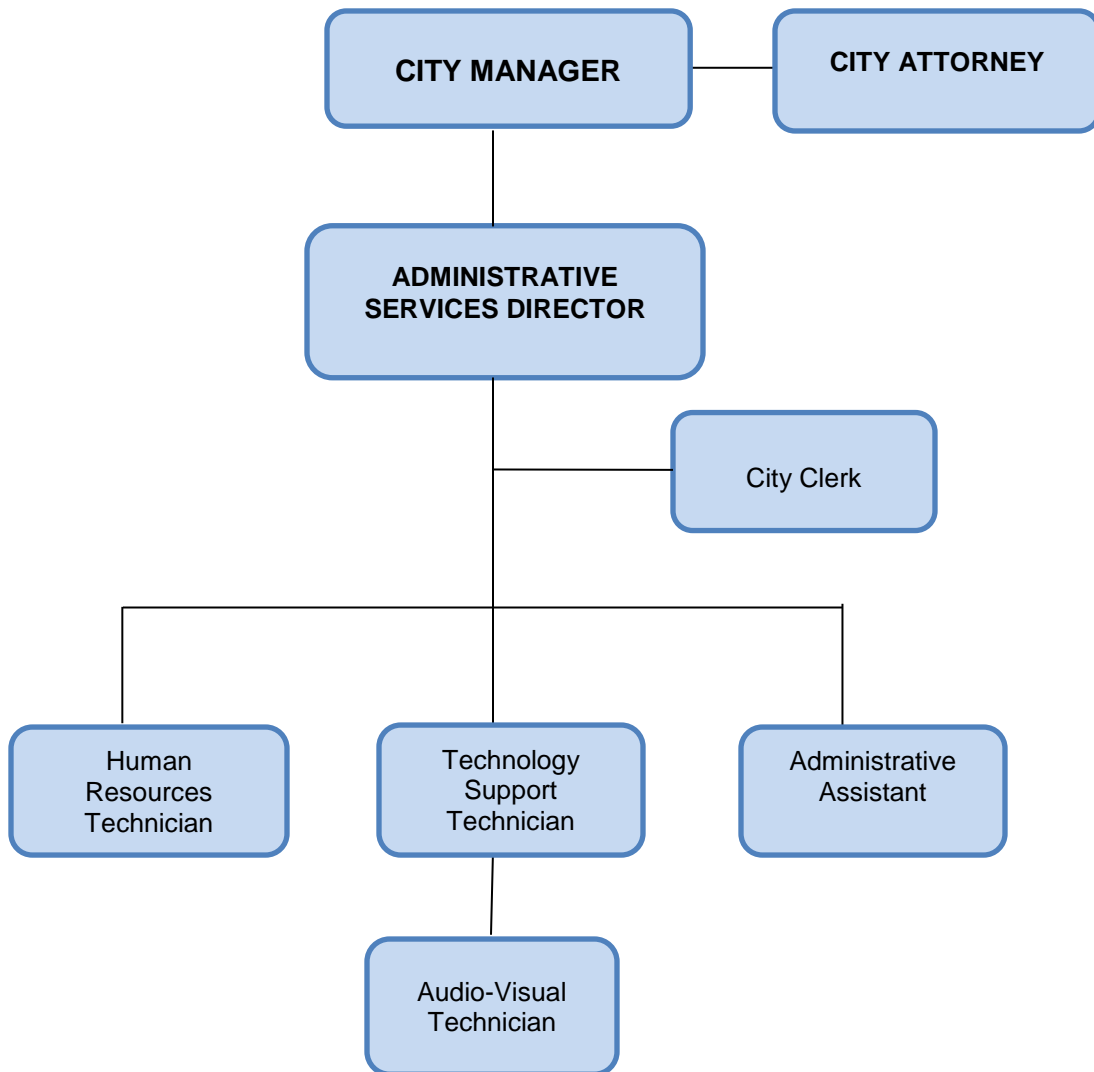 CITY MANAGER
CITY ATTORNEY
ADMINISTRATIVE
SERVICES DIRECTOR
City Clerk
Human
Resources
Technician
Technology
Support
Technician
Administrative
Assistant
Audio-Visual
Technician